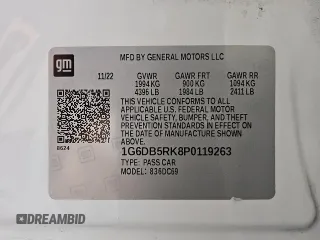 gm
MFD BY GENERAL MOTORS LLC
11/22 GVWR GAWR FRT GAWR RR
1994 KG 900 KG 1094 KG
4396 LB 1984 LB 2411 LB
THIS VEHICLE CONFORMS TO ALL APPLICABLE U.S. FEDERAL MOTOR VEHICLE SAFETY, BUMPER, AND THEFT PREVENTION STANDARDS IN EFFECT ON THE DATE OF MANUFACTURE SHOWN ABOVE.
8624
1G6DB5RK8P0119263
TYPE: PASS CAR
MODEL: 836DC69
DREAMBID